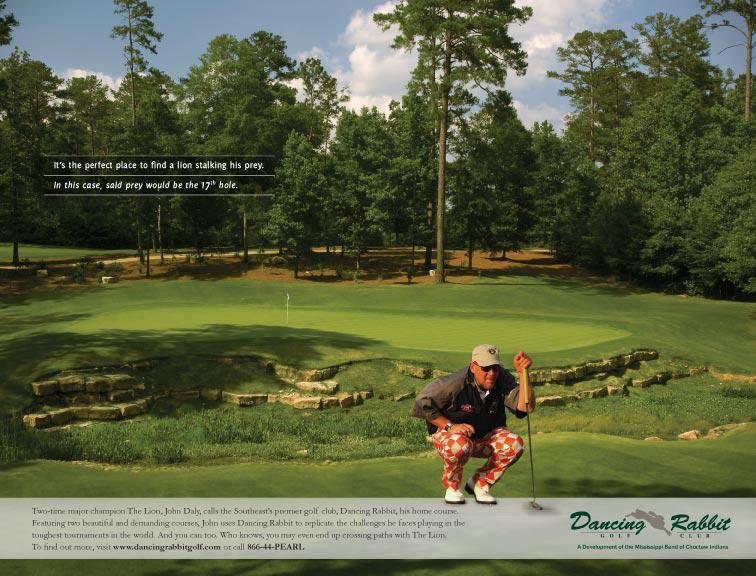 It's the perfect place to find a lion stalking his prey.
In this case, said prey would be the 17th hole.
Two-time major champion The Lion, John Daly, calls the Southeast's premier golf club, Dancing Rabbit, his home course.
Featuring two beautiful and demanding courses, John uses Dancing Rabbit to replicate the challenges he faces playing in the
toughest tournaments in the world. And you can too. Who knows, you may even end up crossing paths with The Lion.
To find out more, visit www.dancingrabbitgolf.com or call 866-44-PEARL
Dancing Rabbit
GOLF CLUB
A Development of the Mississippi Band of Choctaw Indians